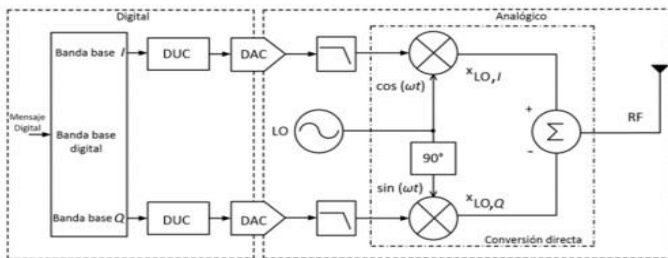 Digital
Analógico
Banda base I
DUC
DAC
cos (ωt)
xLO,I
Mensaje
Digital
Banda base
digital
LO
+
Σ
-
RF
90°
sin (ωt)
Banda base Q
DUC
DAC
xLO,Q
Conversión directa